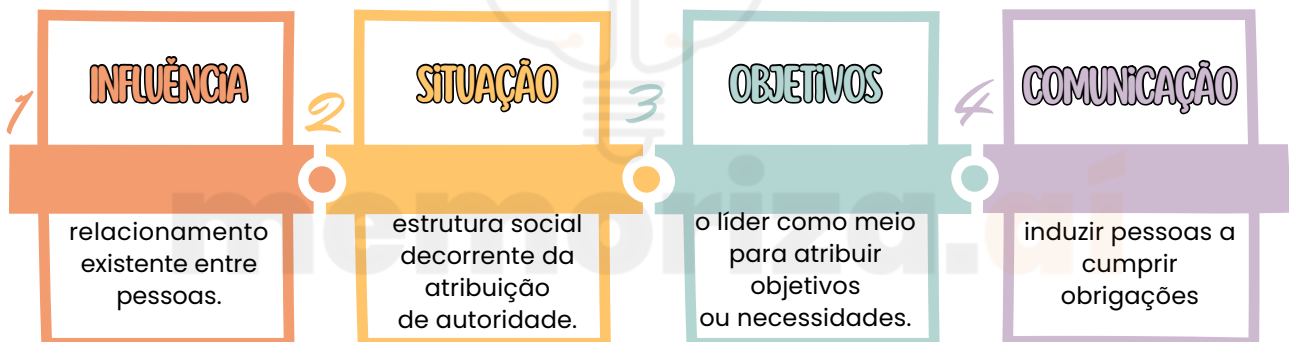 1
INFLUÊNCIA
relacionamento
existente entre
pessoas.
2
SITUAÇÃO
estrutura social
decorrente da
atribuição
de autoridade.
3
OBJETIVOS
o líder como meio
para atribuir
objetivos
ou necessidades.
4
COMUNICAÇÃO
induzir pessoas a
cumprir
obrigações
memoriza.aí